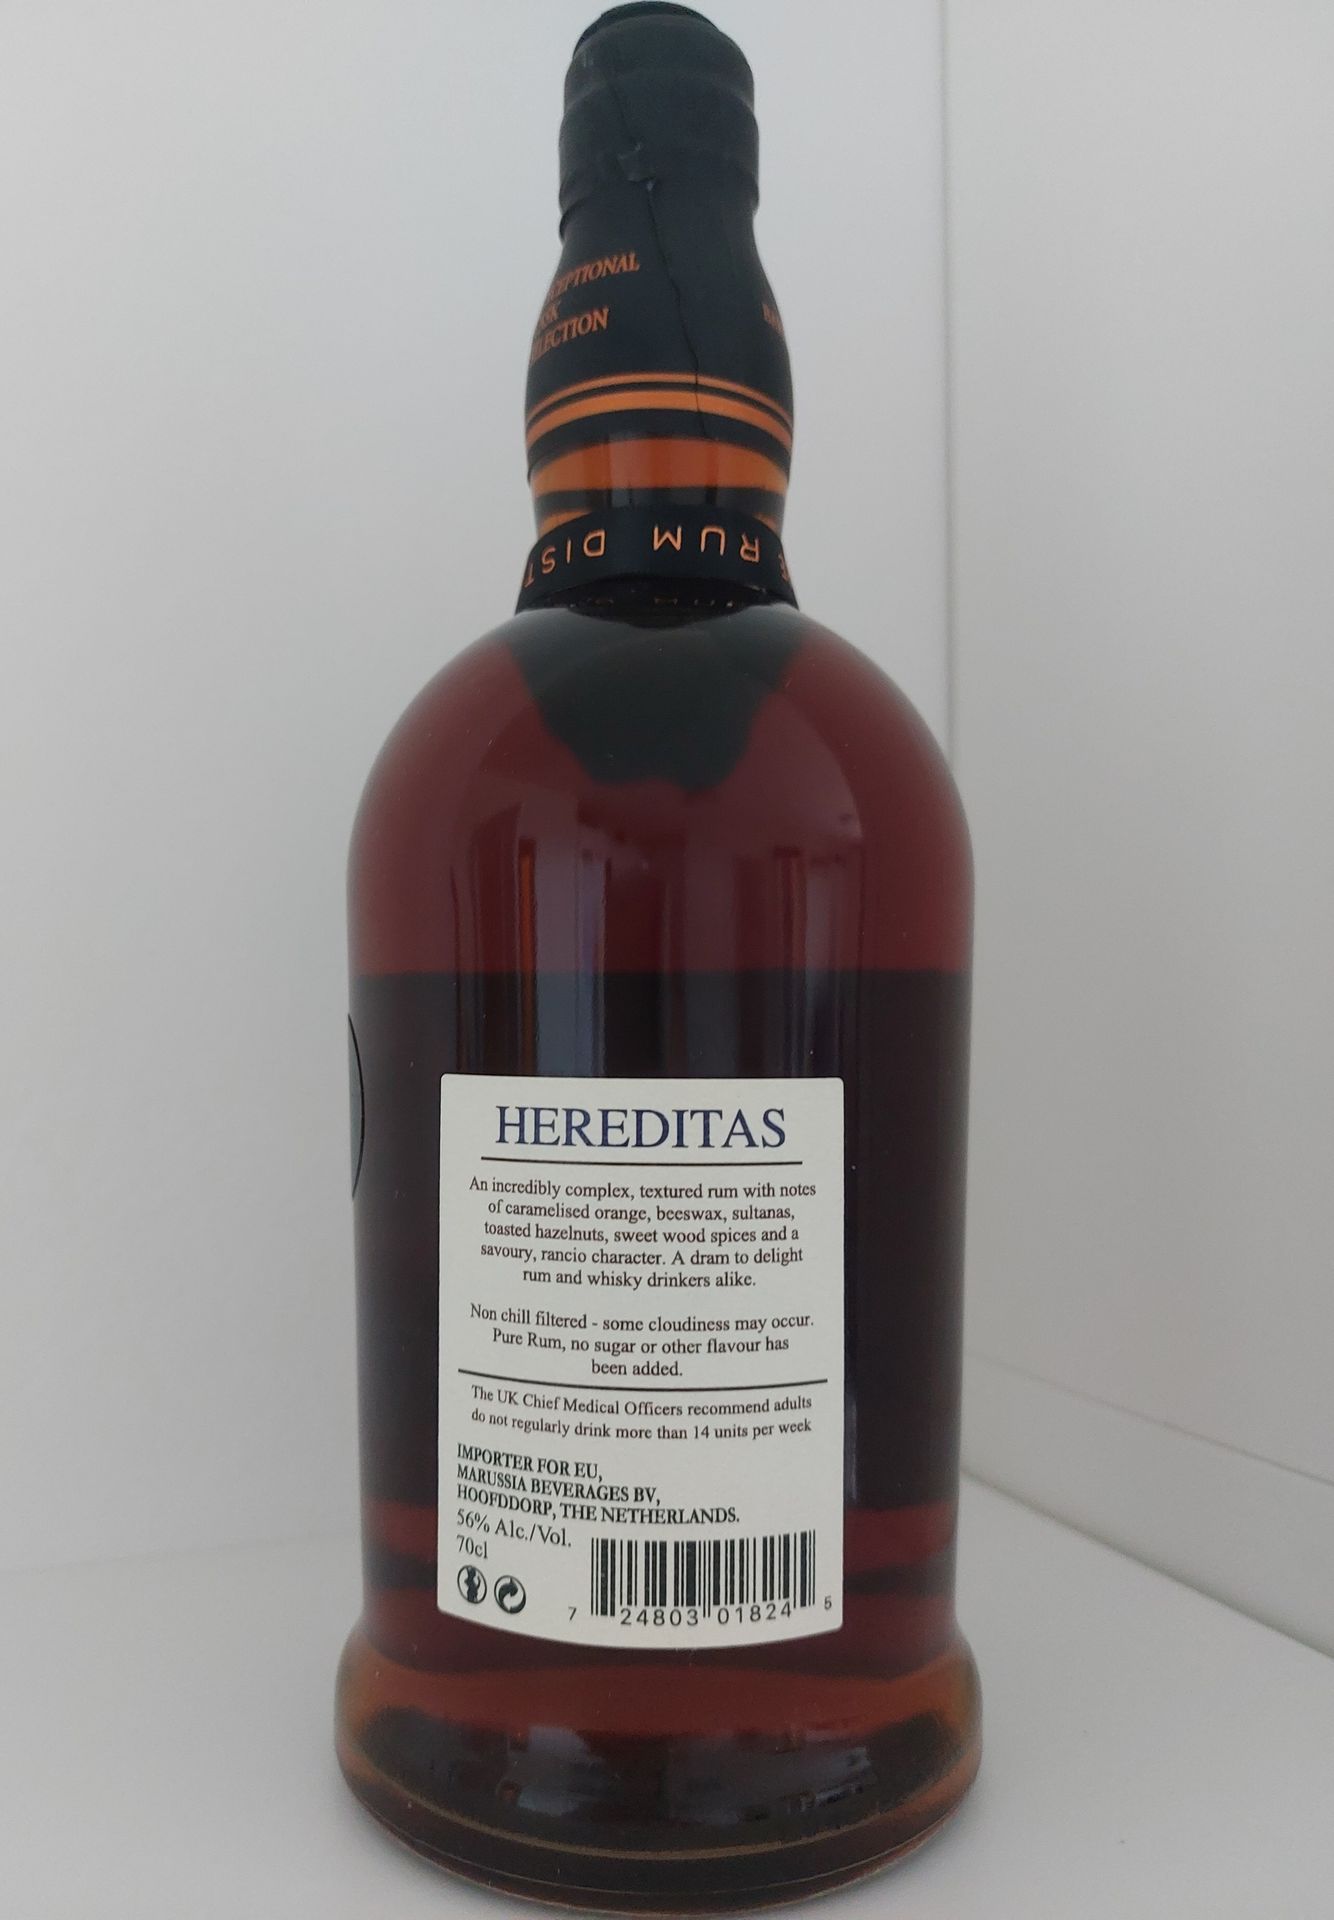 RUM
HEREDITAS
An incredibly complex, textured rum with notes
of caramelised orange, beeswax, sultanas,
toasted hazelnuts, sweet wood spices and a
savoury, rancio character. A dram to delight
rum and whisky drinkers alike.
Non chill filtered - some cloudiness may occur.
Pure Rum, no sugar or other flavour has
been added.
The UK Chief Medical Officers recommend adults
do not regularly drink more than 14 units per week
IMPORTER FOR EU,
MARUSSIA BEVERAGES BV,
HOOFDDORP, THE NETHERLANDS.
56% Alc./Vol.
70cl
7 24803 01824 5